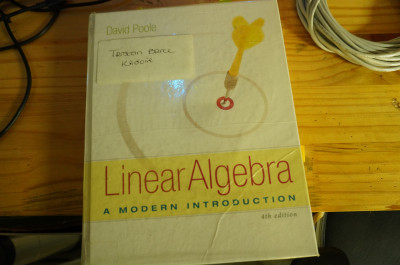 David Poole
Linear Algebra
A MODERN INTRODUCTION
4th edition